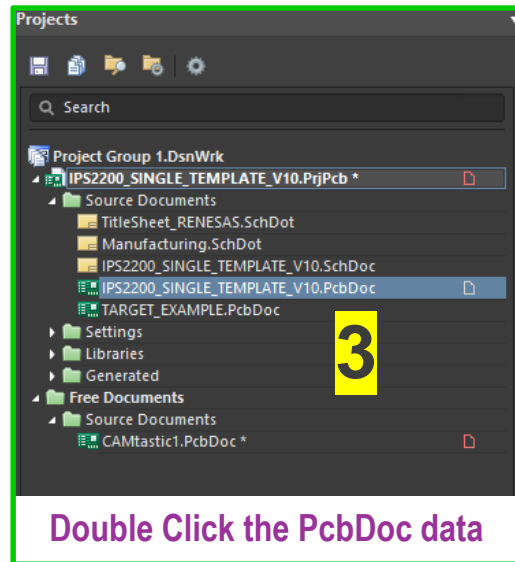 Projects
Search
Project Group 1.DsnWrk
IPS2200_SINGLE_TEMPLATE_V10.PrjPcb *
Source Documents
TitleSheet_RENESAS.SchDot
Manufacturing.SchDot
IPS2200_SINGLE_TEMPLATE_V10.SchDoc
IPS2200_SINGLE_TEMPLATE_V10.PcbDoc
TARGET_EXAMPLE.PcbDoc
Settings
Libraries
Generated
3
Free Documents
Source Documents
CAMtastic1.PcbDoc *
Double Click the PcbDoc data